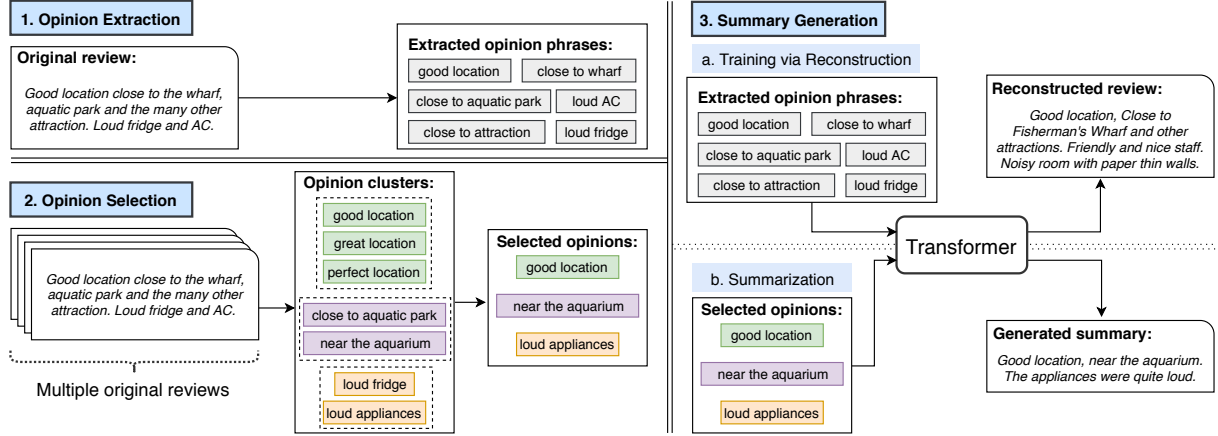 1. Opinion Extraction
Original review:
Good location close to the wharf,
aquatic park and the many other
attraction. Loud fridge and AC.
Extracted opinion phrases:
good location
close to wharf
close to aquatic park
loud AC
close to attraction
loud fridge
2. Opinion Selection
Good location close to the wharf,
aquatic park and the many other
attraction. Loud fridge and AC.
Multiple original reviews
Opinion clusters:
good location
great location
perfect location
close to aquatic park
near the aquarium
loud fridge
loud appliances
Selected opinions:
good location
near the aquarium
loud appliances
3. Summary Generation
a. Training via Reconstruction
Extracted opinion phrases:
good location
close to wharf
close to aquatic park
loud AC
close to attraction
loud fridge
Transformer
Reconstructed review:
Good location, Close to
Fisherman's Wharf and other
attractions. Friendly and nice staff.
Noisy room with paper thin walls.
b. Summarization
Selected opinions:
good location
near the aquarium
loud appliances
Generated summary:
Good location, near the aquarium.
The appliances were quite loud.